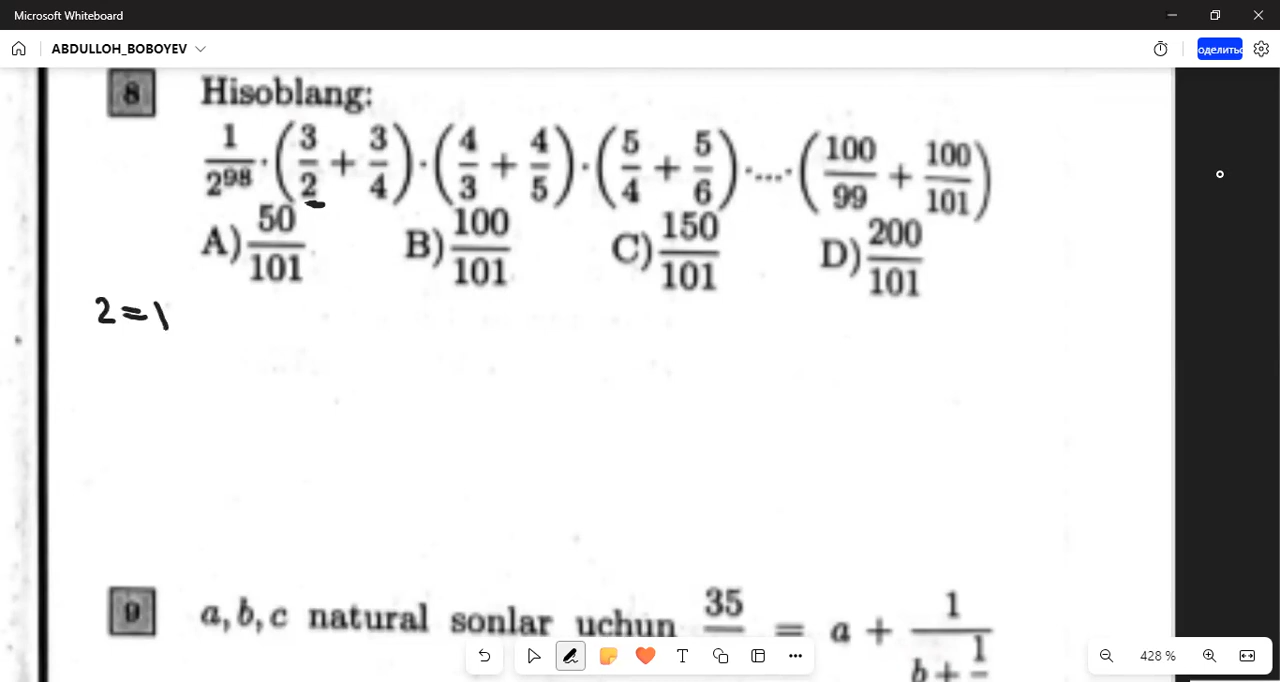 Microsoft Whiteboard
ABDULLOH_BOBOYEV
оделитьс
8 Hisoblang:
1/2^98 · (3/2 + 3/4) · (4/3 + 4/5) · (5/4 + 5/6) · .... · (100/99 + 100/101)
A) 50/101 B) 100/101 C) 150/101 D) 200/101
2 = 1
9 a, b, c natural sonlar uchun 35/ = a + 1/(b + 1/
428 %